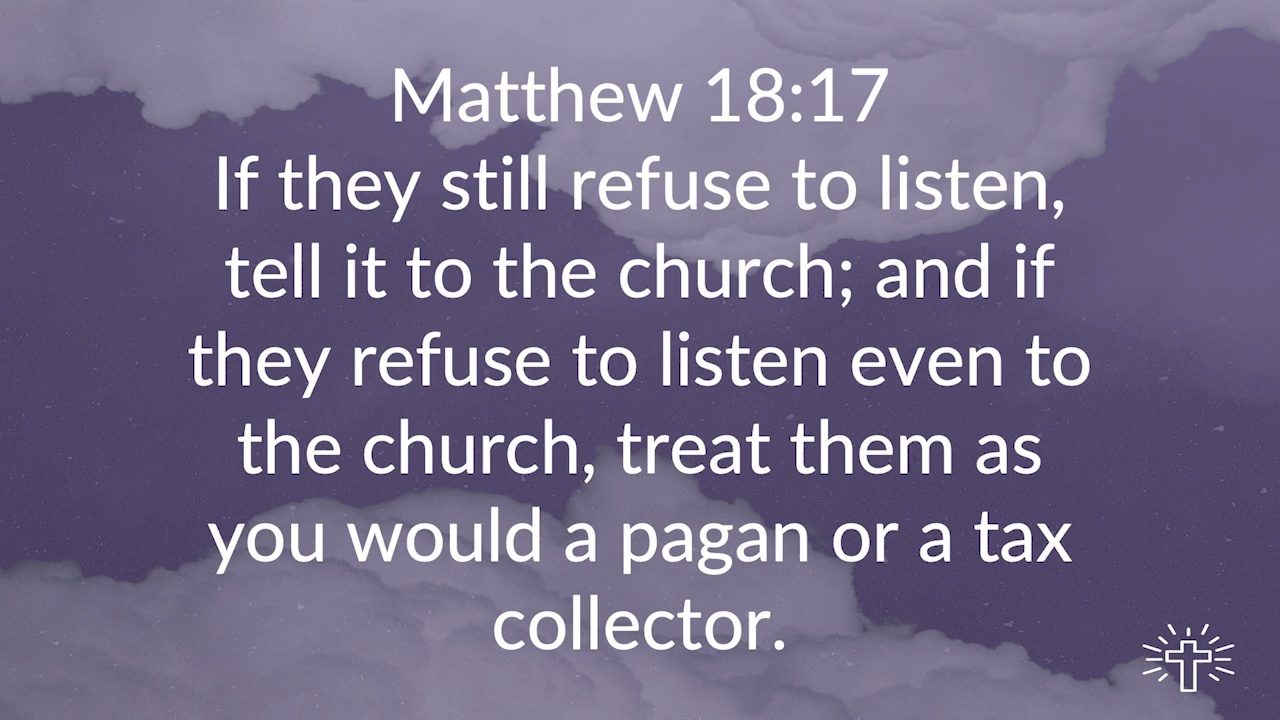 Matthew 18:17
If they still refuse to listen,
tell it to the church; and if
they refuse to listen even to
the church, treat them as
you would a pagan or a tax
collector.